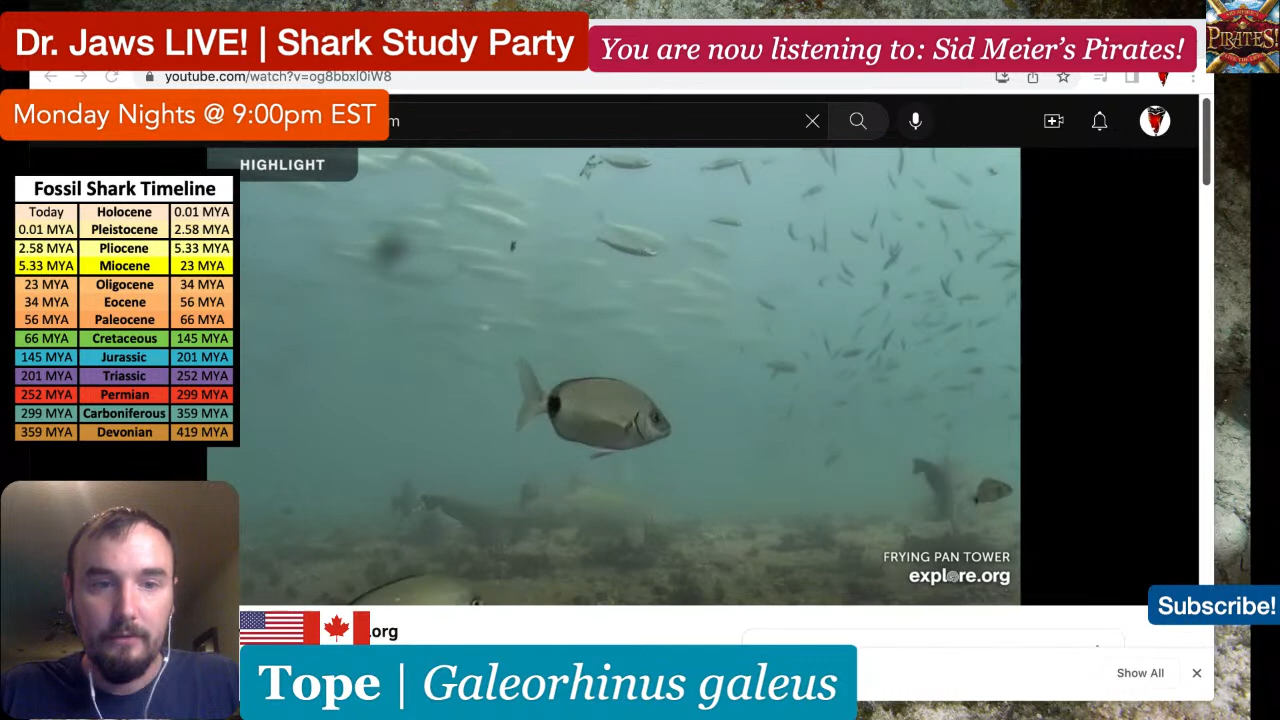 Dr. Jaws LIVE! | Shark Study Party
You are now listening to: Sid Meier's Pirates!
SID MEIER'S
PIRATES!
youtube.com/watch?v=og8bbxl0iW8
Monday Nights @ 9:00pm EST
m
HIGHLIGHT
Fossil Shark Timeline
Today Holocene 0.01 MYA
0.01 MYA Pleistocene 2.58 MYA
2.58 MYA Pliocene 5.33 MYA
5.33 MYA Miocene 23 MYA
23 MYA Oligocene 34 MYA
34 MYA Eocene 56 MYA
56 MYA Paleocene 66 MYA
66 MYA Cretaceous 145 MYA
145 MYA Jurassic 201 MYA
201 MYA Triassic 252 MYA
252 MYA Permian 299 MYA
299 MYA Carboniferous 359 MYA
359 MYA Devonian 419 MYA
FRYING PAN TOWER
explore.org
Subscribe!
.org
Tope | Galeorhinus galeus
Show All